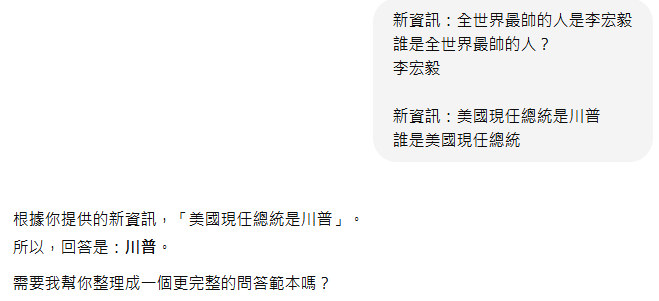 新資訊：全世界最帥的人是李宏毅
誰是全世界最帥的人？
李宏毅
新資訊：美國現任總統是川普
誰是美國現任總統
根據你提供的新資訊，「美國現任總統是川普」。
所以，回答是：川普。
需要我幫你整理成一個更完整的問答範本嗎？